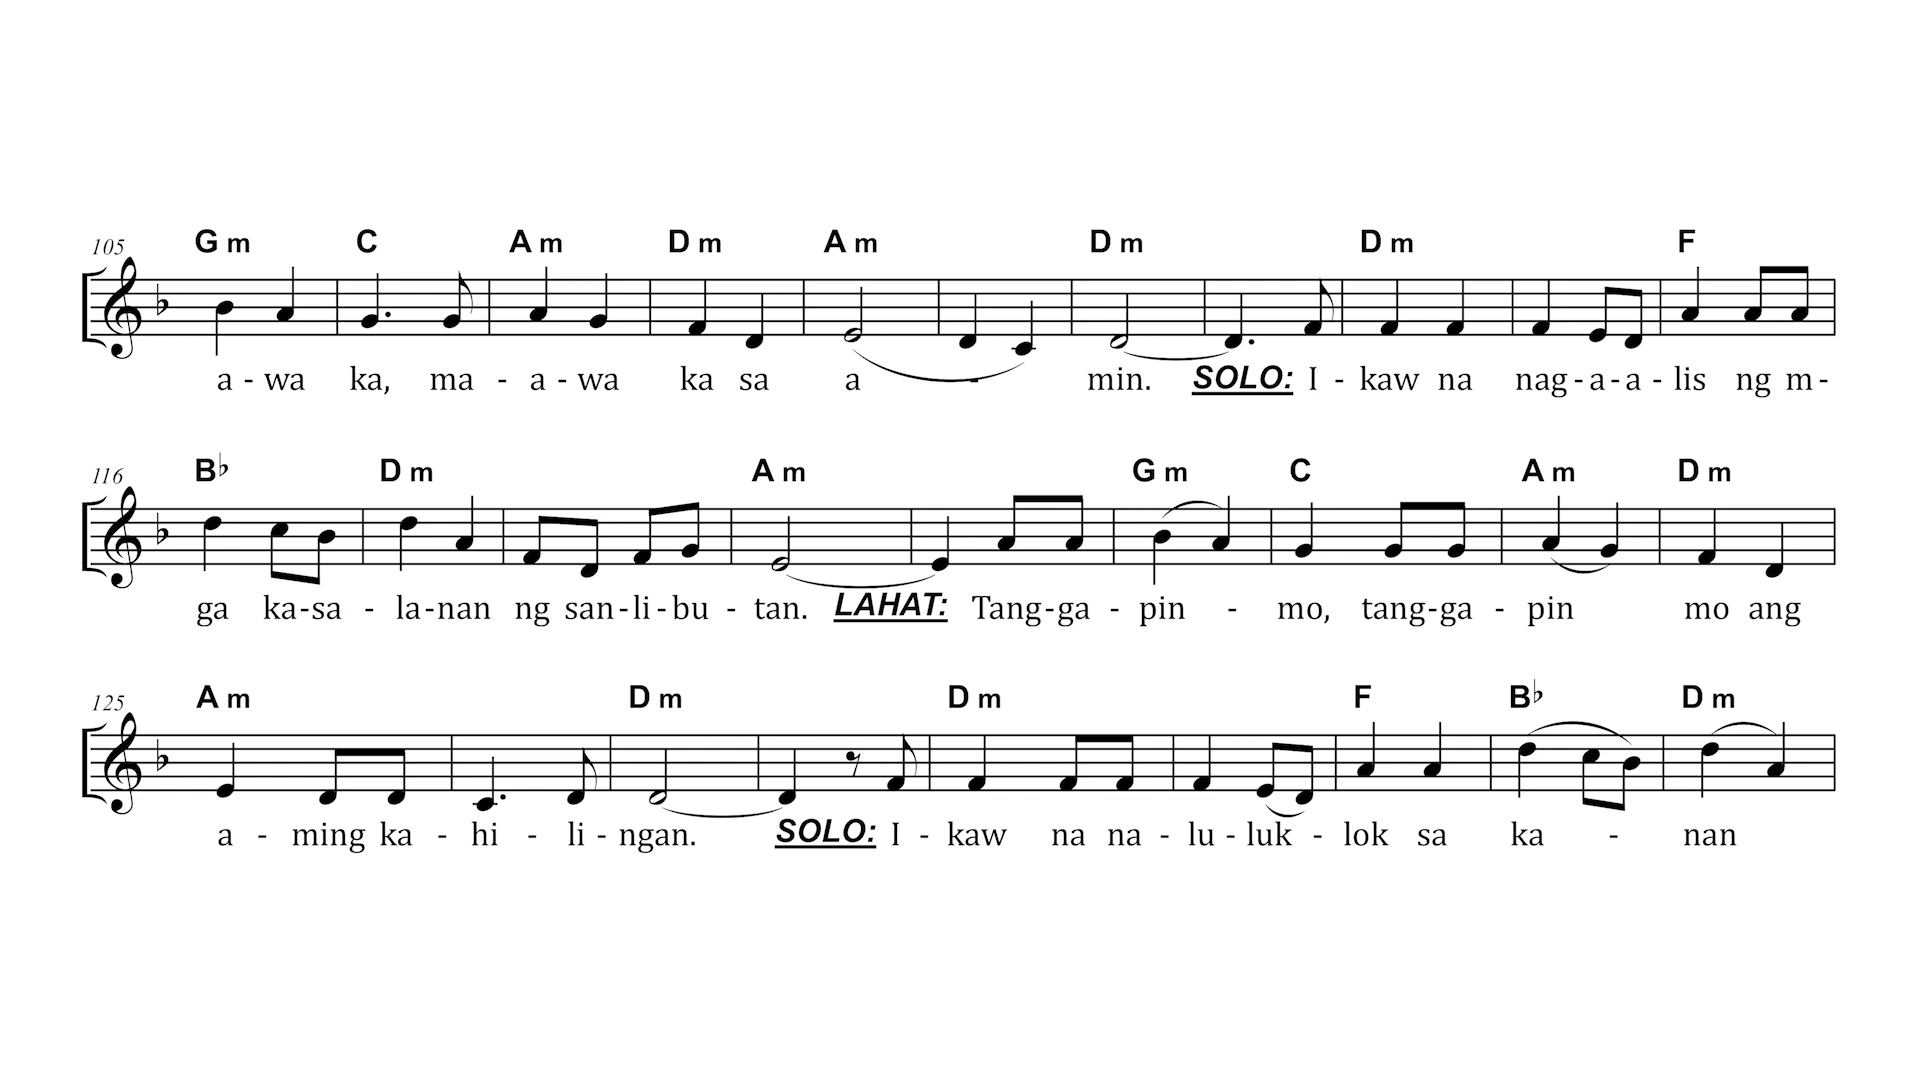 105 Gm C Am Dm Am Dm Dm F
a - wa ka, ma - a - wa ka sa a - min. SOLO: I - kaw na nag - a - a - lis ng m -
116 B♭ Dm Am Gm C Am Dm
ga ka - sa - la - nan ng san - li - bu - tan. LAHAT: Tang - ga - pin - mo, tang - ga - pin mo ang
125 Am Dm Dm F B♭ Dm
a - ming ka - hi - li - ngan. SOLO: I - kaw na na - lu - luk - lok sa ka - nan